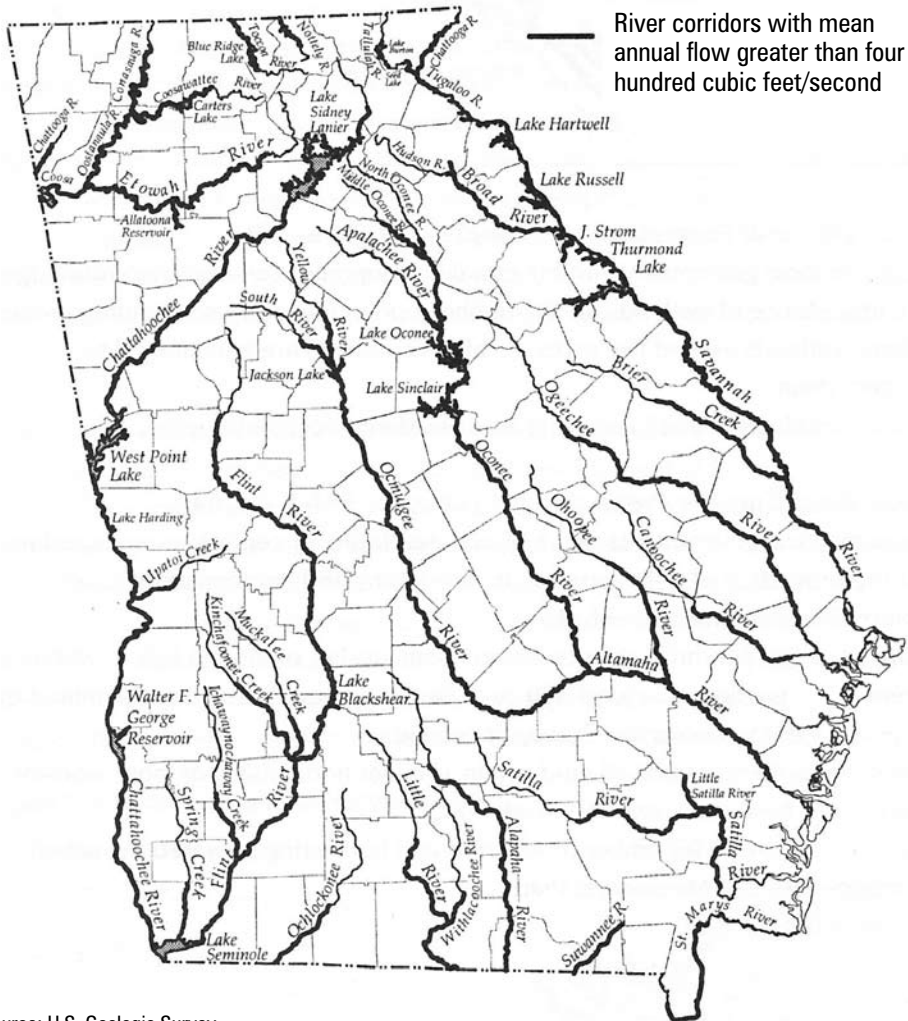 River corridors with mean
annual flow greater than four
hundred cubic feet/second
Chattooga R.
Conasauga R.
Oostanaula R.
Coosawattee
River
Carters
Lake
Blue Ridge
Lake
Toccoa
River
Nottely R.
Tallulah R.
Lake
Burton
Chattooga R.
Tugaloo R.
Lake
Sidney
Lanier
Lake Hartwell
Lake Russell
Coosa
Etowah
River
Allatoona
Reservoir
Hudson R.
Broad
River
North Oconee R.
Middle Oconee R.
J. Strom
Thurmond
Lake
Chattahoochee
River
Yellow
River
Apalachee River
South
River
Lake Oconee
Jackson Lake
Lake Sinclair
Brier
Creek
Savannah
River
Ogeechee
River
West Point
Lake
Flint
River
Ocmulgee
River
Oconee
River
Ohoopee
River
Canoochee
River
Lake Harding
Upatoi Creek
Kinchafoonee Creek
Muckalee
Creek
Altamaha
River
Lake
Blackshear
Walter F.
George
Reservoir
Chattahoochee River
Spring
Creek
Flint
River
Lake
Seminole
Ochlockonee River
Little
River
Withlacoochee River
Alapaha
River
Satilla
River
Little
Satilla River
Satilla
River
Suwannee R.
St. Marys
River